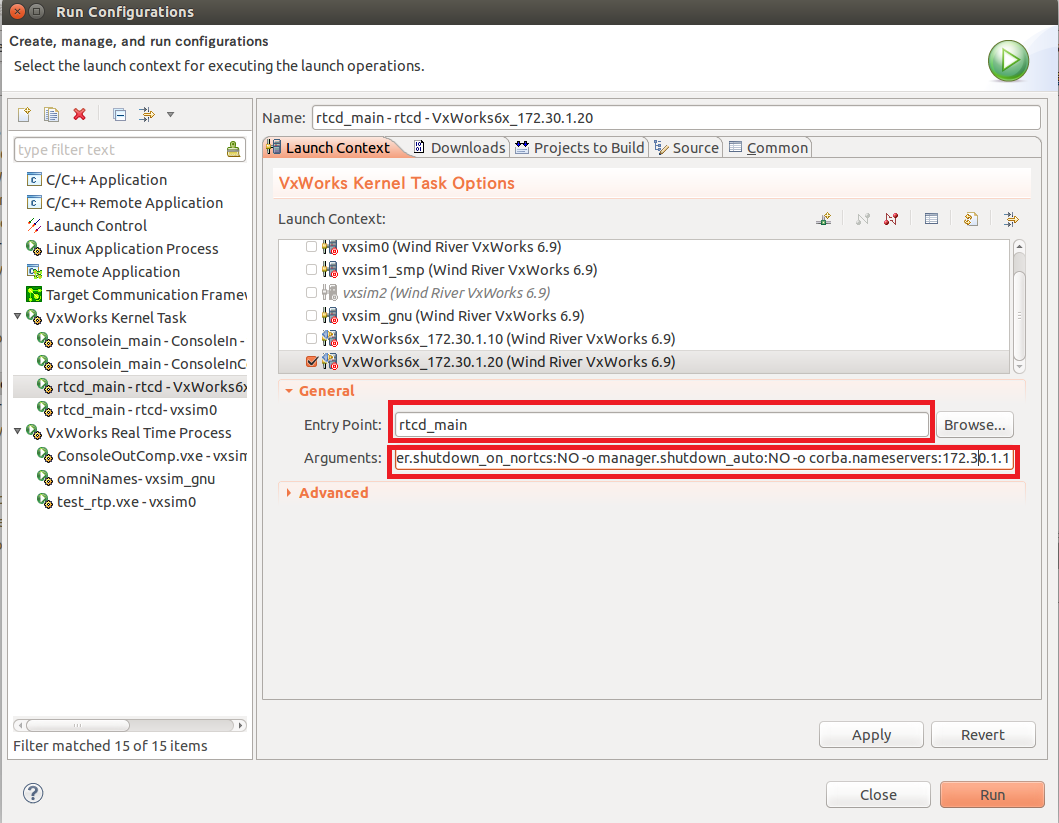 Run Configurations
Create, manage, and run configurations
Select the launch context for executing the launch operations.
type filter text
C/C++ Application
C/C++ Remote Application
Launch Control
Linux Application Process
Remote Application
Target Communication Framew
VxWorks Kernel Task
consolein_main - ConsoleIn -
consolein_main - ConsoleInC
rtcd_main - rtcd - VxWorks6x
rtcd_main - rtcd- vxsim0
VxWorks Real Time Process
ConsoleOutComp.vxe - vxsim
omniNames- vxsim_gnu
test_rtp.vxe - vxsim0
Filter matched 15 of 15 items
Name: rtcd_main - rtcd - VxWorks6x_172.30.1.20
Launch Context Downloads Projects to Build Source Common
VxWorks Kernel Task Options
Launch Context:
vxsim0 (Wind River VxWorks 6.9)
vxsim1_smp (Wind River VxWorks 6.9)
vxsim2 (Wind River VxWorks 6.9)
vxsim_gnu (Wind River VxWorks 6.9)
VxWorks6x_172.30.1.10 (Wind River VxWorks 6.9)
VxWorks6x_172.30.1.20 (Wind River VxWorks 6.9)
General
Entry Point: rtcd_main Browse...
Arguments: er.shutdown_on_nortcs:NO -o manager.shutdown_auto:NO -o corba.nameservers:172.30.1.1
Advanced
Apply Revert
Close Run